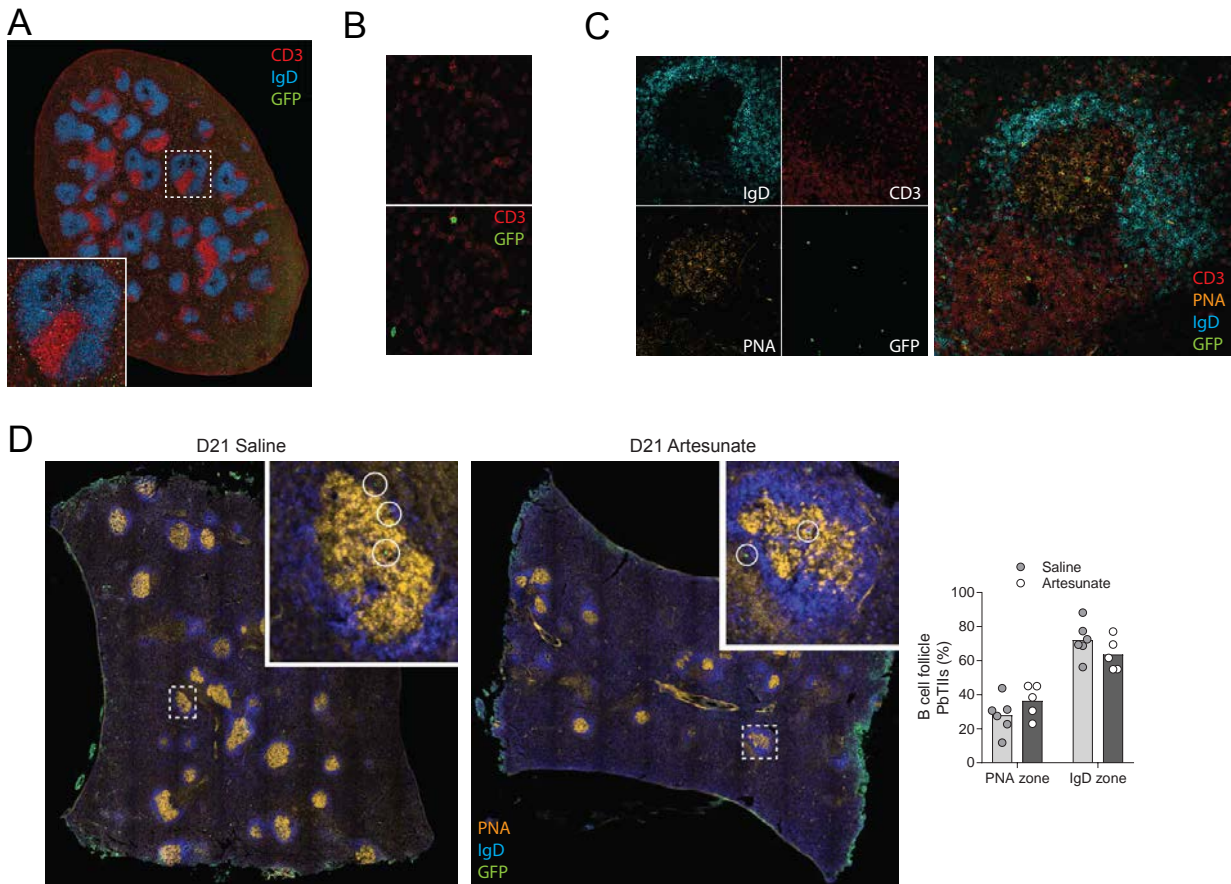 A
CD3
IgD
GFP
B
CD3
GFP
C
IgD
CD3
PNA
GFP
CD3
PNA
IgD
GFP
D
D21 Saline
D21 Artesunate
PNA
IgD
GFP
Saline
Artesunate
B cell follicle
PbTIIs (%)
100
80
60
40
20
0
PNA zone
IgD zone